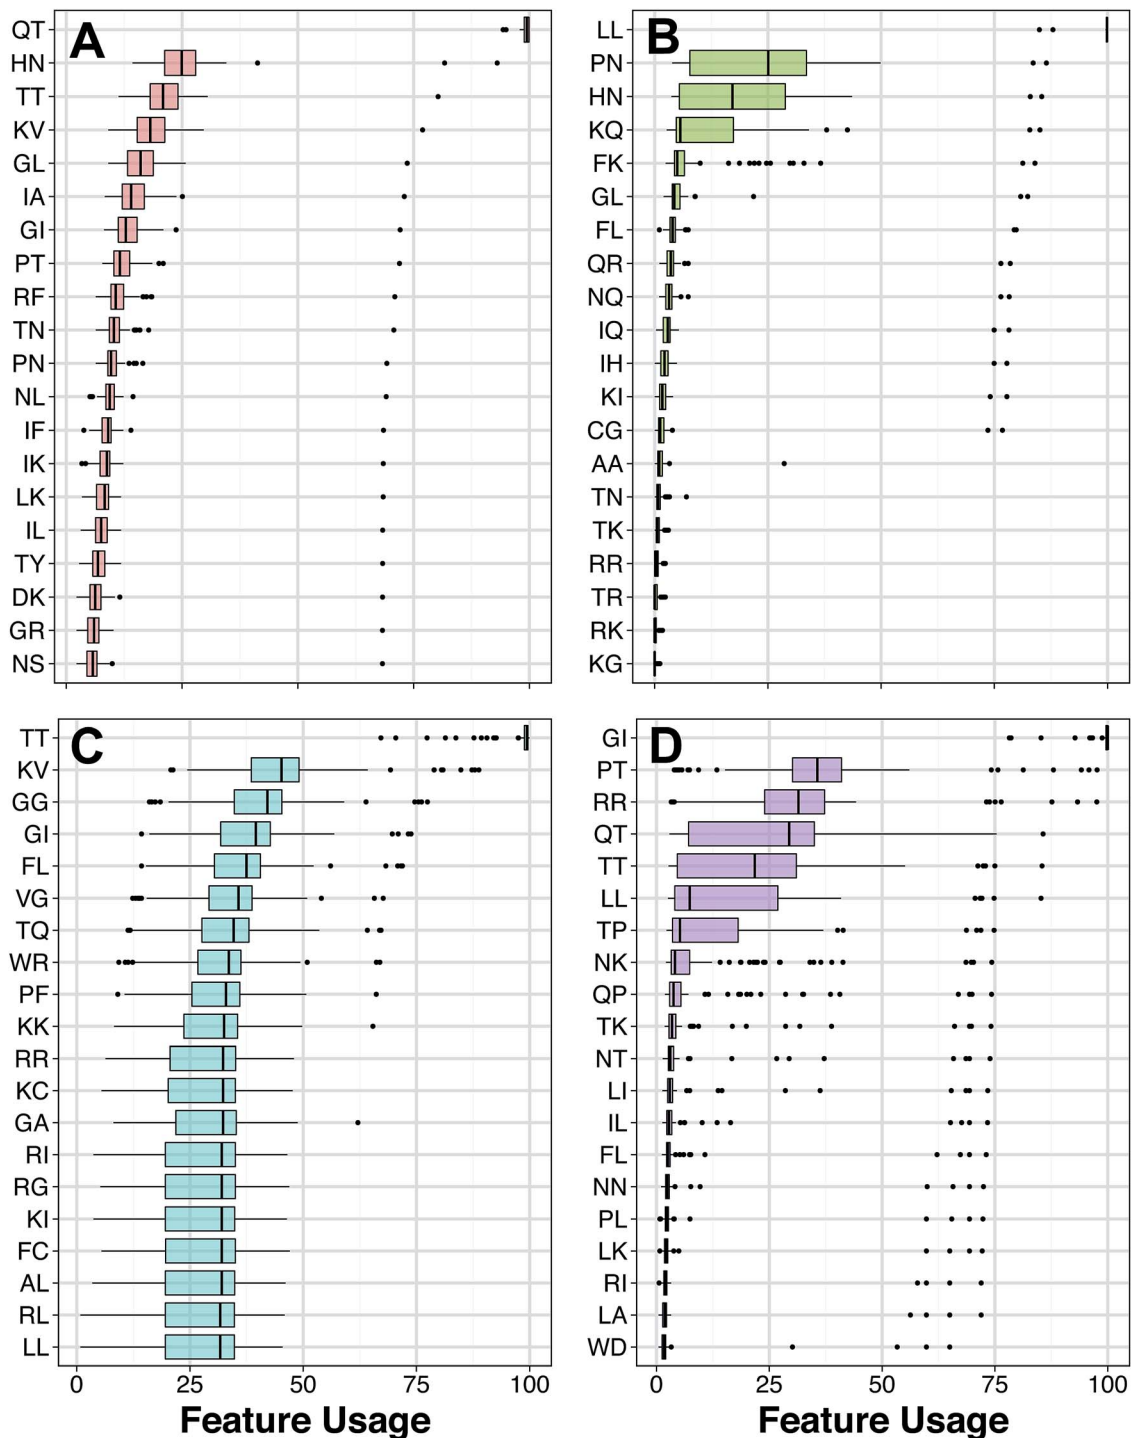 A
QT
HN
TT
KV
GL
IA
GI
PT
RF
TN
PN
NL
IF
IK
LK
IL
TY
DK
GR
NS
B
LL
PN
HN
KQ
FK
GL
FL
QR
NQ
IQ
IH
KI
CG
AA
TN
TK
RR
TR
RK
KG
C
TT
KV
GG
GI
FL
VG
TQ
WR
PF
KK
RR
KC
GA
RI
RG
KI
FC
AL
RL
LL
0 25 50 75 100
Feature Usage
D
GI
PT
RR
QT
TT
LL
TP
NK
QP
TK
NT
LI
IL
FL
NN
PL
LK
RI
LA
WD
0 25 50 75 100
Feature Usage